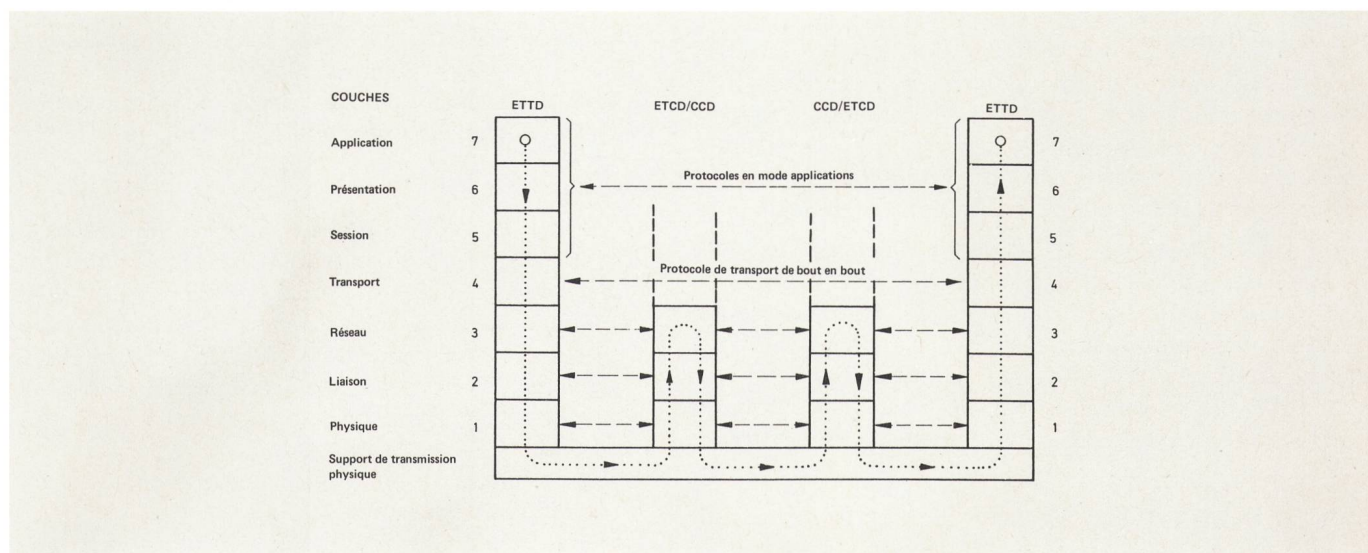 COUCHES
ETTD ETCD/CCD CCD/ETCD ETTD
Application 7 7
Protocoles en mode applications
Présentation 6 6
Session 5 5
Protocole de transport de bout en bout
Transport 4 4
Réseau 3 3
Liaison 2 2
Physique 1 1
Support de transmission
physique